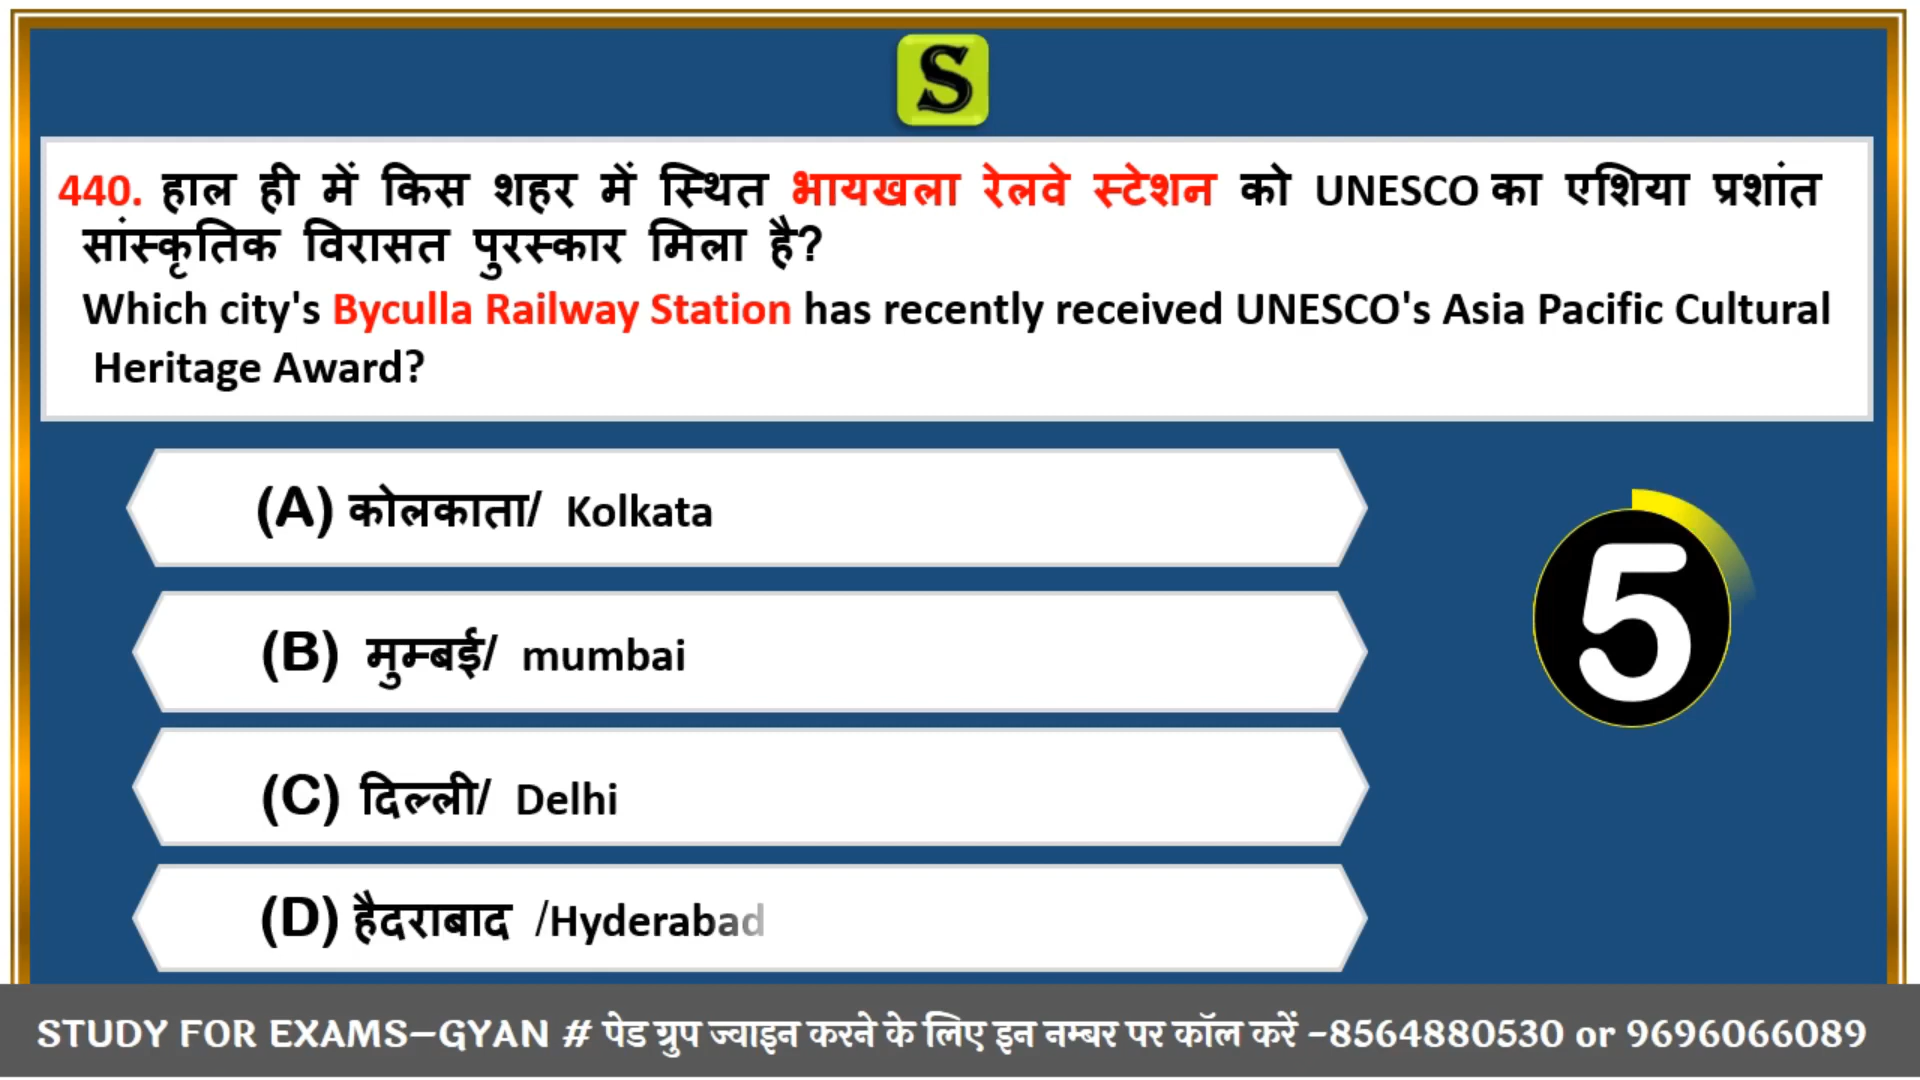 S
440. हाल ही में किस शहर में स्थित भायखला रेलवे स्टेशन को UNESCO का एशिया प्रशांत
सांस्कृतिक विरासत पुरस्कार मिला है?
Which city's Byculla Railway Station has recently received UNESCO's Asia Pacific Cultural
Heritage Award?
(A) कोलकाता/ Kolkata
(B) मुम्बई/ mumbai
(C) दिल्ली/ Delhi
(D) हैदराबाद /Hyderabad
5
STUDY FOR EXAMS–GYAN # पेड ग्रुप ज्वाइन करने के लिए इन नम्बर पर कॉल करें -8564880530 or 9696066089